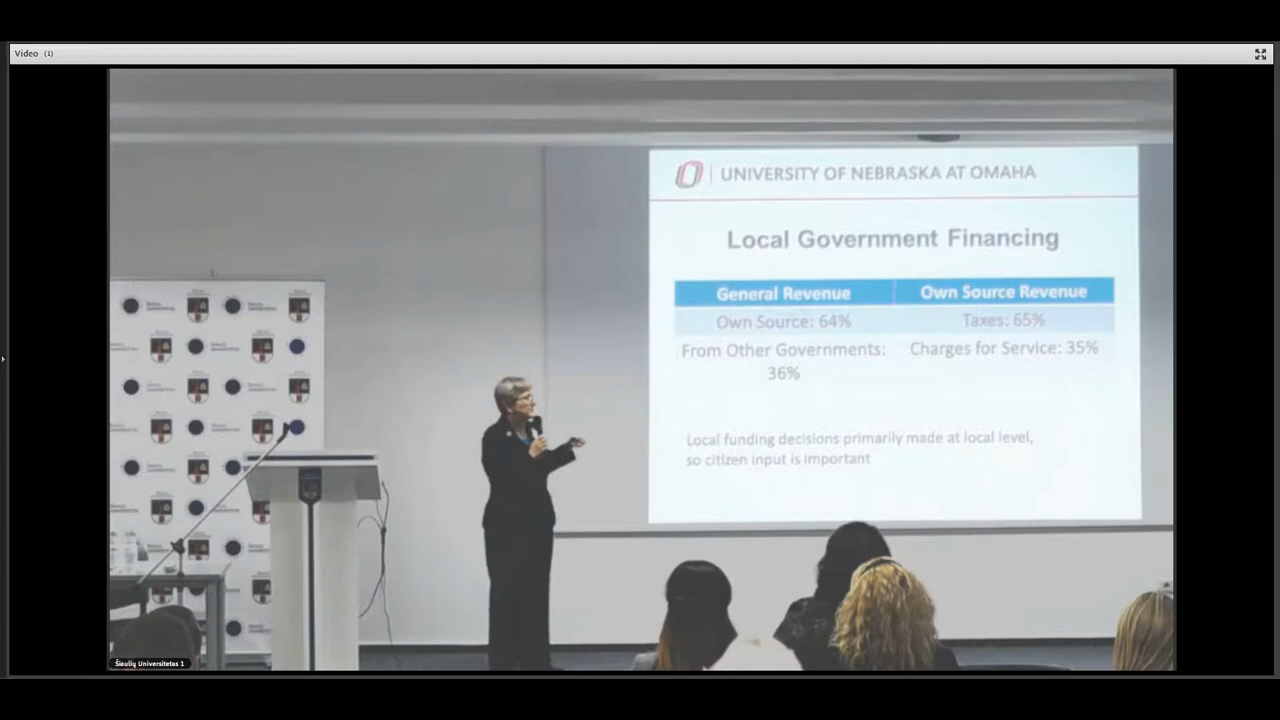 Video (1)
UNIVERSITY OF NEBRASKA AT OMAHA
Local Government Financing
General Revenue
Own Source Revenue
Own Source: 64%
Taxes: 65%
From Other Governments:
36%
Charges for Service: 35%
Local funding decisions primarily made at local level,
so citizen input is important
Šiaulių Universitetas 1